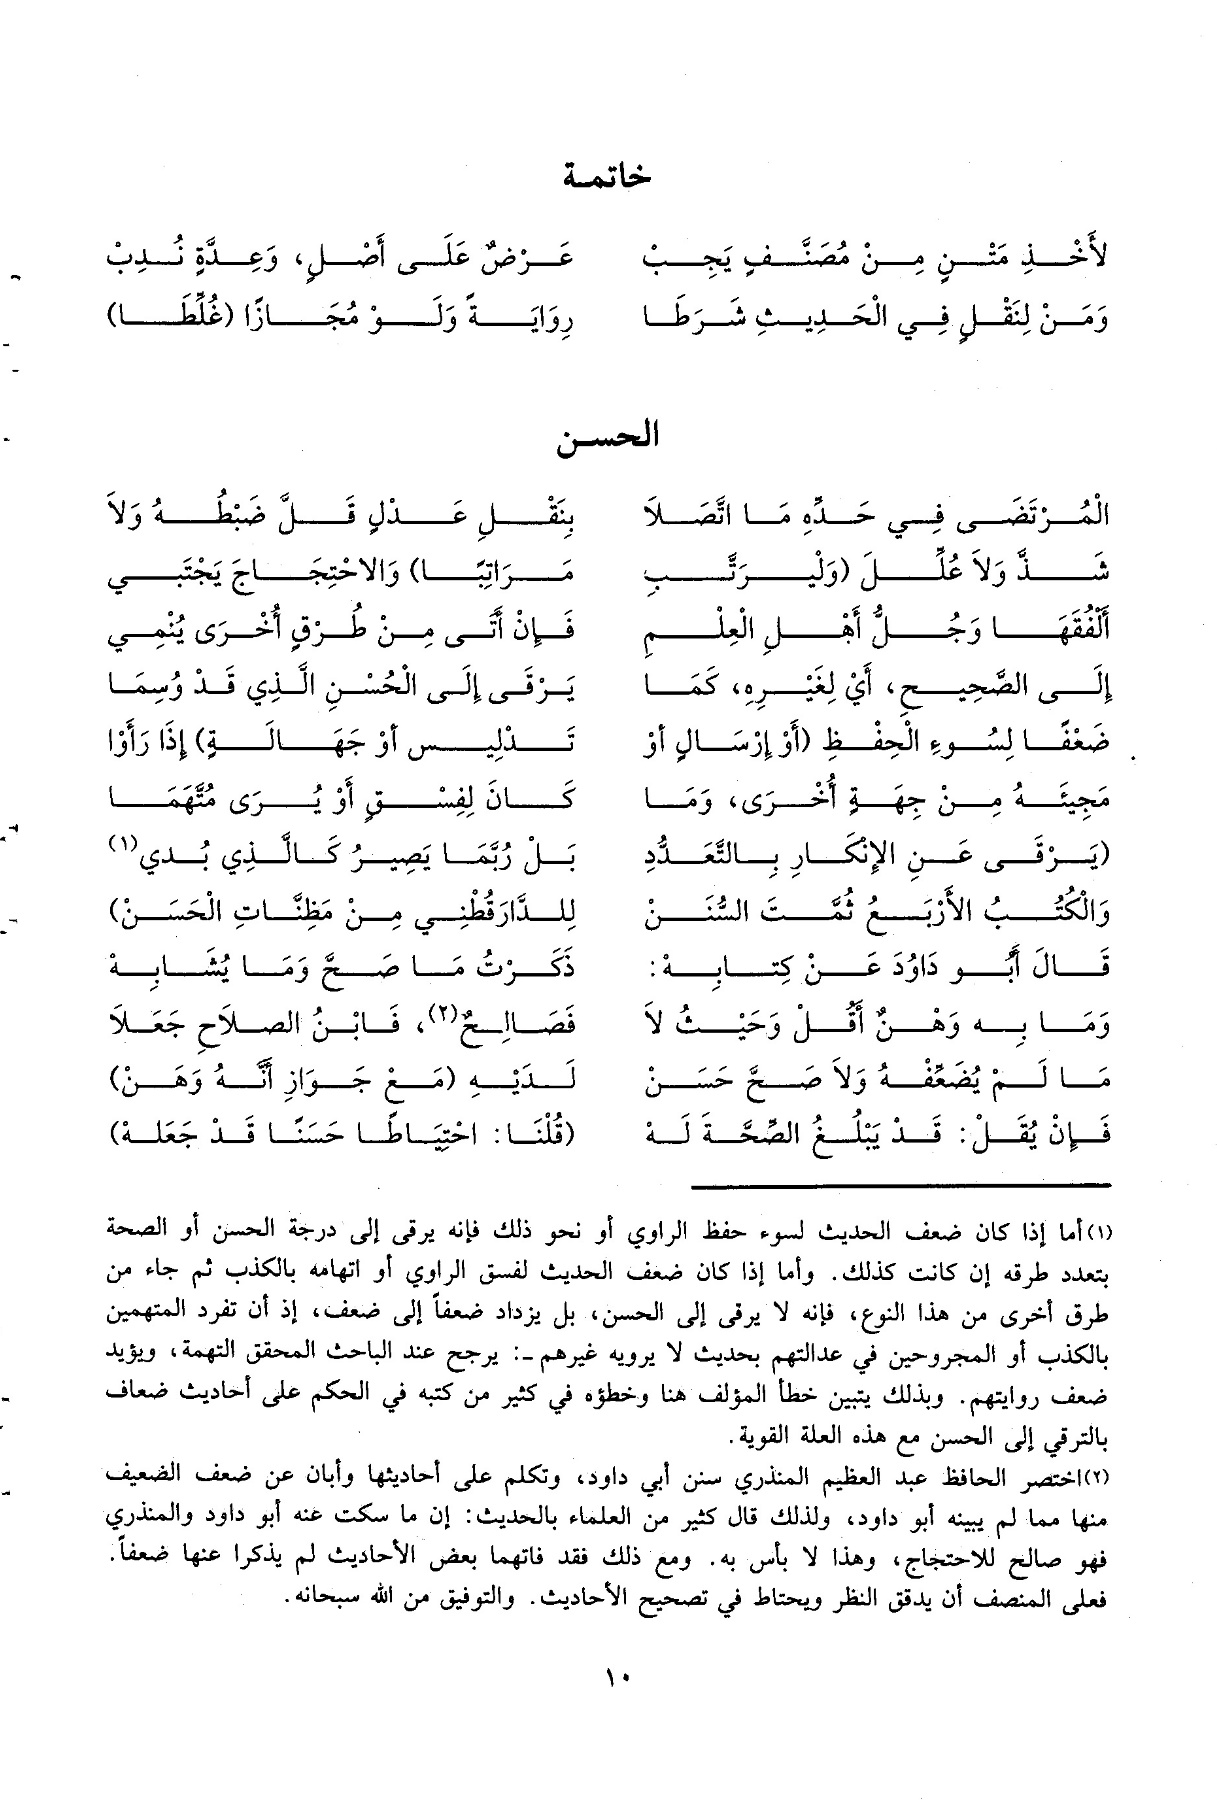 خاتمة
لأَخْذِ مَتْنٍ مِنْ مُصَنَّفٍ يَجِبْ عَرْضٌ عَلَى أَصْلٍ، وَعِدَّةٍ نُدِبْ
وَمَنْ لِنَقْلٍ فِي الْحَدِيثِ شَرَطَا رِوَايَةً وَلَوْ مُجَازًا (غُلِّطَا)
الحسن
الْمُرْتَضَى فِي حَدِّهِ مَا اتَّصَلاَ بِنَقْلِ عَدْلٍ قَلَّ ضَبْطُهُ وَلاَ
شَذَّ وَلاَ عُلِّلَ (وَلْيُرَتَّبِ مَرَاتِبًا) وَالاحْتِجَاجَ يَجْتَبِي
أَلْفُقَهَا وَجُلُّ أَهْلِ الْعِلْمِ فَإِنْ أَتَى مِنْ طُرْقٍ أُخْرَى يُنْمِي
إِلَى الصَّحِيحِ، أَيْ لِغَيْرِهِ، كَمَا يَرْقَى إِلَى الْحُسْنِ الَّذِي قَدْ وُسِمَا
ضَعْفًا لِسُوءِ الْحِفْظِ (أَوْ إِرْسَالٍ أوْ تَدْلِيسٍ أوْ جَهَالَةٍ) إِذَا رَأَوْا
مَجِيئَهُ مِنْ جِهَةٍ أُخْرَى، وَمَا كَانَ لِفِسْقٍ أَوْ يُرَى مُتَّهَمَا
(يَرْقَى عَنِ الإِنْكَارِ بِالتَّعَدُّدِ بَلْ رُبَّمَا يَصِيرُ كَالَّذِي بُدي(١)
وَالْكُتُبُ الأَرْبَعُ ثُمَّتَ السُّنَنْ لِلدَّارَقُطْنِي مِنْ مَظِنَّاتِ الْحَسَنْ)
قَالَ أَبُو دَاوُدَ عَنْ كِتَابِهْ: ذَكَرْتُ مَا صَحَّ وَمَا يُشَابِهْ
وَمَا بِهِ وَهْنٌ أَقُلْ وَحَيْثُ لاَ فَصَالِحٌ(٢)، فَابْنُ الصلاَحِ جَعَلاَ
مَا لَمْ يُضَعِّفْهُ وَلاَ صَحَّ حَسَنْ لَدَيْهِ (مَعْ جَوَازِ أَنَّهُ وَهَنْ)
فَإِنْ يُقَلْ: قَدْ يَبْلُغُ الصِّحَّةَ لَهْ (قُلْنَا: احْتِيَاطًا حَسَنًا قَدْ جَعَلَهْ)
(١) أما إذا كان ضعف الحديث لسوء حفظ الراوي أو نحو ذلك فإنه يرقى إلى درجة الحسن أو الصحة
بتعدد طرقه إن كانت كذلك. وأما إذا كان ضعف الحديث لفسق الراوي أو اتهامه بالكذب ثم جاء من
طرق أخرى من هذا النوع، فإنه لا يرقى إلى الحسن، بل يزداد ضعفاً إلى ضعف، إذ أن تفرد المتهمين
بالكذب أو المجروحين في عدالتهم بحديث لا يرويه غيرهم ـ: يرجح عند الباحث المحقق التهمة، ويؤيد
ضعف روايتهم. وبذلك يتبين خطأ المؤلف هنا وخطؤه في كثير من كتبه في الحكم على أحاديث ضعاف
بالترقي إلى الحسن مع هذه العلة القوية.
(٢) اختصر الحافظ عبد العظيم المنذري سنن أبي داود، وتكلم على أحاديثها وأبان عن ضعف الضعيف
منها مما لم يبينه أبو داود، ولذلك قال كثير من العلماء بالحديث: إن ما سكت عنه أبو داود والمنذري
فهو صالح للاحتجاج، وهذا لا بأس به. ومع ذلك فقد فاتهما بعض الأحاديث لم يذكرا عنها ضعفاً.
فعلى المنصف أن يدقق النظر ويحتاط في تصحيح الأحاديث. والتوفيق من الله سبحانه.
١٠